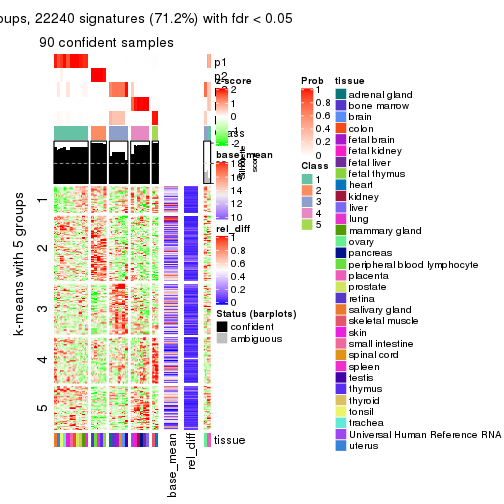 oups, 22240 signatures (71.2%) with fdr < 0.05
90 confident samples
p1
p2
z-score
2
1
0
-1
-2
base_mean
16
14
12
10
rel_diff
1
0.8
0.6
0.4
0.2
0
Status (barplots)
confident
ambiguous
Prob
1
0.8
0.6
0.4
0.2
0
Class
1
2
3
4
5
tissue
adrenal gland
bone marrow
brain
colon
fetal brain
fetal kidney
fetal liver
fetal thymus
heart
kidney
liver
lung
mammary gland
ovary
pancreas
peripheral blood lymphocyte
placenta
prostate
retina
salivary gland
skeletal muscle
skin
small intestine
spinal cord
spleen
testis
thymus
thyroid
tonsil
trachea
Universal Human Reference RNA
uterus
k-means with 5 groups
1
2
3
4
5
tissue
base_mean
rel_diff